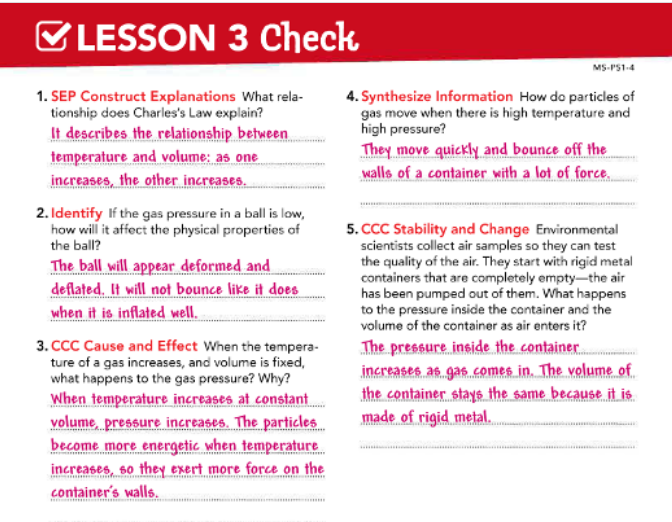 LESSON 3 Check
MS-PS1-4
1. SEP Construct Explanations What rela-
tionship does Charles's Law explain?
It describes the relationship between
temperature and volume: as one
increases, the other increases.
2. Identify If the gas pressure in a ball is low,
how will it affect the physical properties of
the ball?
The ball will appear deformed and
deflated. It will not bounce like it does
when it is inflated well.
3. CCC Cause and Effect When the tempera-
ture of a gas increases, and volume is fixed,
what happens to the gas pressure? Why?
When temperature increases at constant
volume, pressure increases. The particles
become more energetic when temperature
increases, so they exert more force on the
container's walls.
4. Synthesize Information How do particles of
gas move when there is high temperature and
high pressure?
They move quickly and bounce off the
walls of a container with a lot of force.
5. CCC Stability and Change Environmental
scientists collect air samples so they can test
the quality of the air. They start with rigid metal
containers that are completely empty—the air
has been pumped out of them. What happens
to the pressure inside the container and the
volume of the container as air enters it?
The pressure inside the container
increases as gas comes in. The volume of
the container stays the same because it is
made of rigid metal.